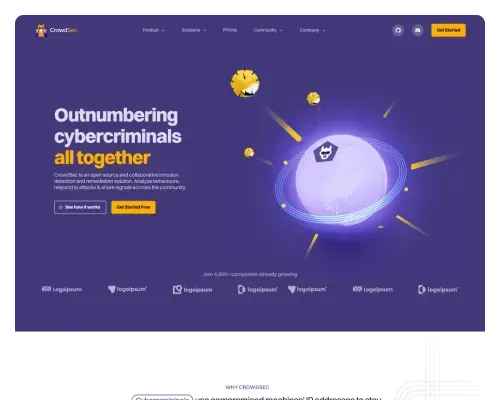 CrowdSec
Product
Solutions
Pricing
Community
Company
Get Started
Outnumbering
cybercriminals
all together
CrowdSec is an open source and collaborative intrusion
detection and remediation solution. Analyze behaviours,
respond to attacks & share signals across the community.
See how it works
Get Started Free
Join 4,000+ companies already growing
Logoipsum
logoipsum
logoipsum
logoipsum
logoipsum
Logoipsum
logoipsum
WHY CROWDSEC
Cybercriminals use compromised machines' IP addresses to stay